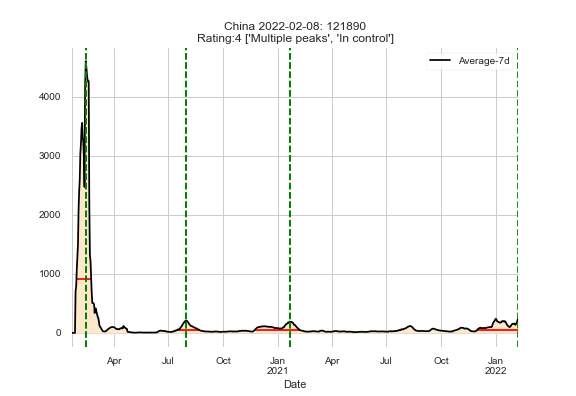 China 2022-02-08: 121890
Rating:4 ['Multiple peaks', 'In control']
Average-7d
4000
3000
2000
1000
0
Apr Jul Oct Jan Apr Jul Oct Jan
2021 2022
Date